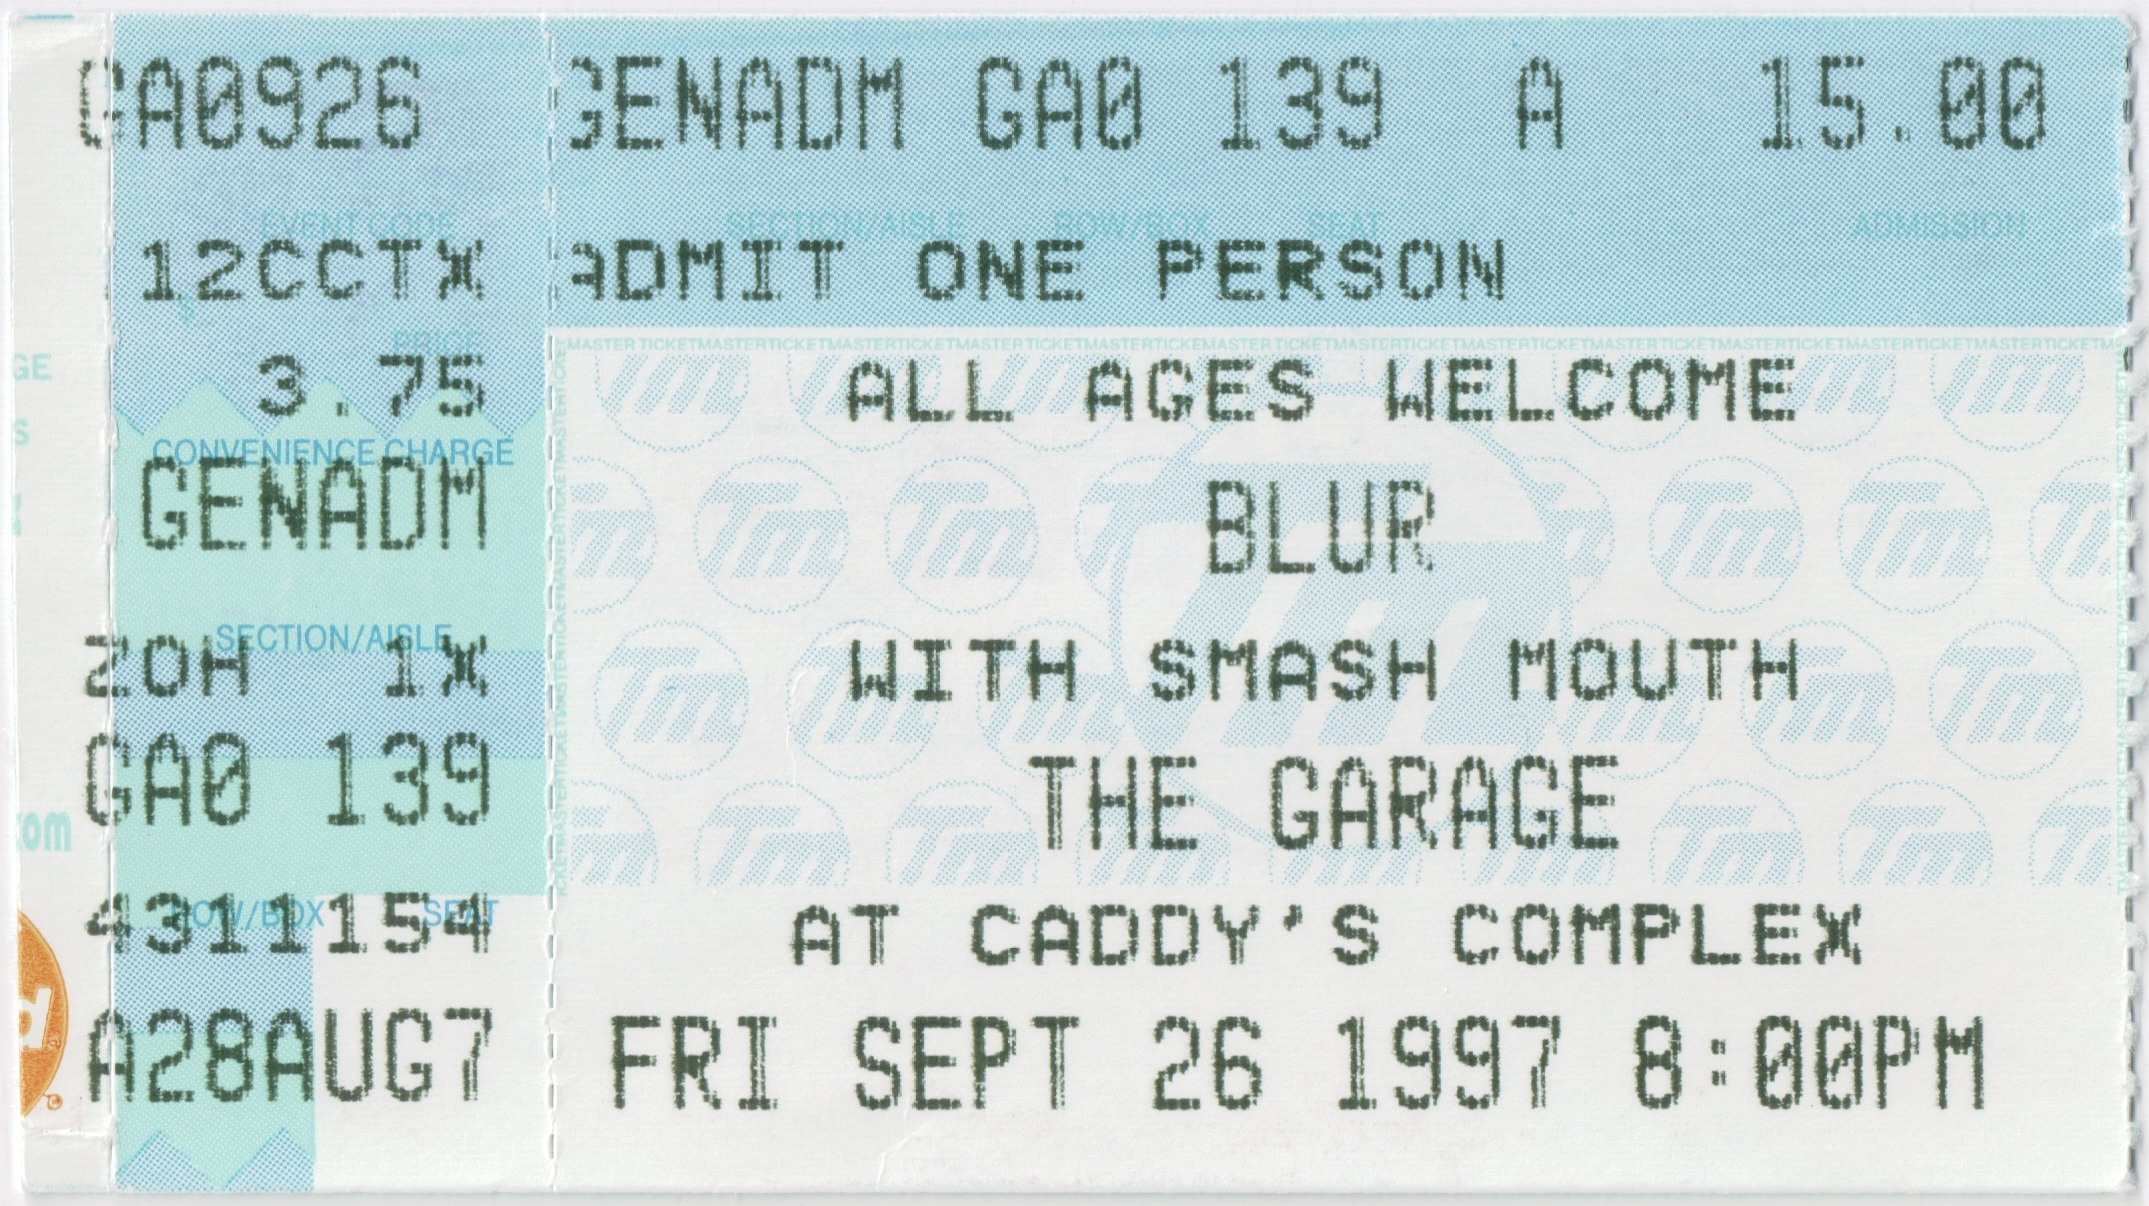 GA0926 GENADM GA0 139 A 15.00
EVENT CODE SECTION/AISLE ROW/BOX SEAT ADMISSION
12CCTX ADMIT ONE PERSON
$
PRICE
3.75
CONVENIENCE CHARGE
GENADM
SECTION/AISLE
ZOH 1X
GA0 139
ROW/BOX SEAT
4311154
A28AUG7
MASTERTICKETMASTERTICKETMASTERTICKETMASTERTICKETMASTERTICKETMASTERTICKETMASTERTICKETMASTERTICKETMASTERTICKETM
ALL AGES WELCOME
BLUR
WITH SMASH MOUTH
THE GARAGE
AT CADDY'S COMPLEX
FRI SEPT 26 1997 8:00PM